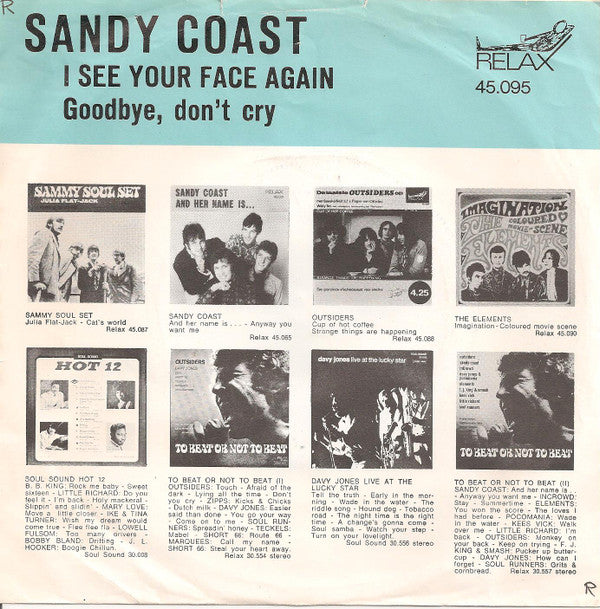 R
SANDY COAST
I SEE YOUR FACE AGAIN
Goodbye, don't cry
RELAX
45.095
SAMMY SOUL SET
JULIA FLAT-JACK
SAMMY SOUL SET
Julia Flat-Jack - Cat's world
Relax 45.087
SANDY COAST
AND HER NAME IS...
RELAX
SANDY COAST
And her name is . . . - Anyway you
want me
Relax 45.065
OUTSIDERS
4.25
OUTSIDERS
Cup of hot coffee
Strange things are happening
Relax 45.088
IMAGINATION
COLOURED
MOVIE-SCENE
ELEMENTS
THE ELEMENTS
Imagination - Coloured movie scene
Relax 45.090
HOT 12
SOUL SOUND HOT 12
B. B. KING: Rock me baby - Sweet
sixteen - LITTLE RICHARD: Do you
feel it - I'm back - Holy mackeral -
Slippin' and slidin' - MARY LOVE:
Move a little closer - IKE & TINA
TURNER: Wish my dream would
come true - Five fine fix - LOWELL
FULSOM: Too many drivers -
BOBBY BLAND: Drifting - J. L.
HOOKER: Boogie Chillun.
Soul Sound 30.008
OUTSIDERS
TO BEAT OR NOT TO BEAT
TO BEAT OR NOT TO BEAT (I)
OUTSIDERS: Touch - Afraid of the
dark - Lying all the time - Don't
you cry - ZIPPS: Kicks & Chicks
- Dutch milk - DAVY JONES: Easier
said than done - You go your way
- Come on to me - SOUL RUN-
NERS: Spreadin' honey - TECKELS:
Mabel - SHORT 66: Route 66 -
MARQUEES: Call my name -
SHORT 66: Steal your heart away.
Relax 30.554 stereo
davy jones live at the lucky star
DAVY JONES LIVE AT THE
LUCKY STAR
Tell the truth - Early in the mor-
ning - Wade in the water - The
riddle song - Hound dog - Tobacco
road - The right time is the right
time - A change's gonna come -
Soul samba - Watch your step -
Turn on your lovelight.
Soul Sound 30.556 stereo
TO BEAT OR NOT TO BEAT
TO BEAT OR NOT TO BEAT (II)
SANDY COAST: And her name is . .
- Anyway you want me - INCROWD:
Stay - Summertime - ELEMENTS:
You won the score - The loves I
had before - POCOMANIA: Wade in
the water - KEES VICK: Walk
over me - LITTLE RICHARD: I'm
back - OUTSIDERS: Monkey on
your back - Keep on trying - F. J.
KING & SMASH: Pucker up butter-
cup - DAVY JONES: How can I
forget - SOUL RUNNERS: Grits &
cornbread.
Relax 30.557 stereo
R